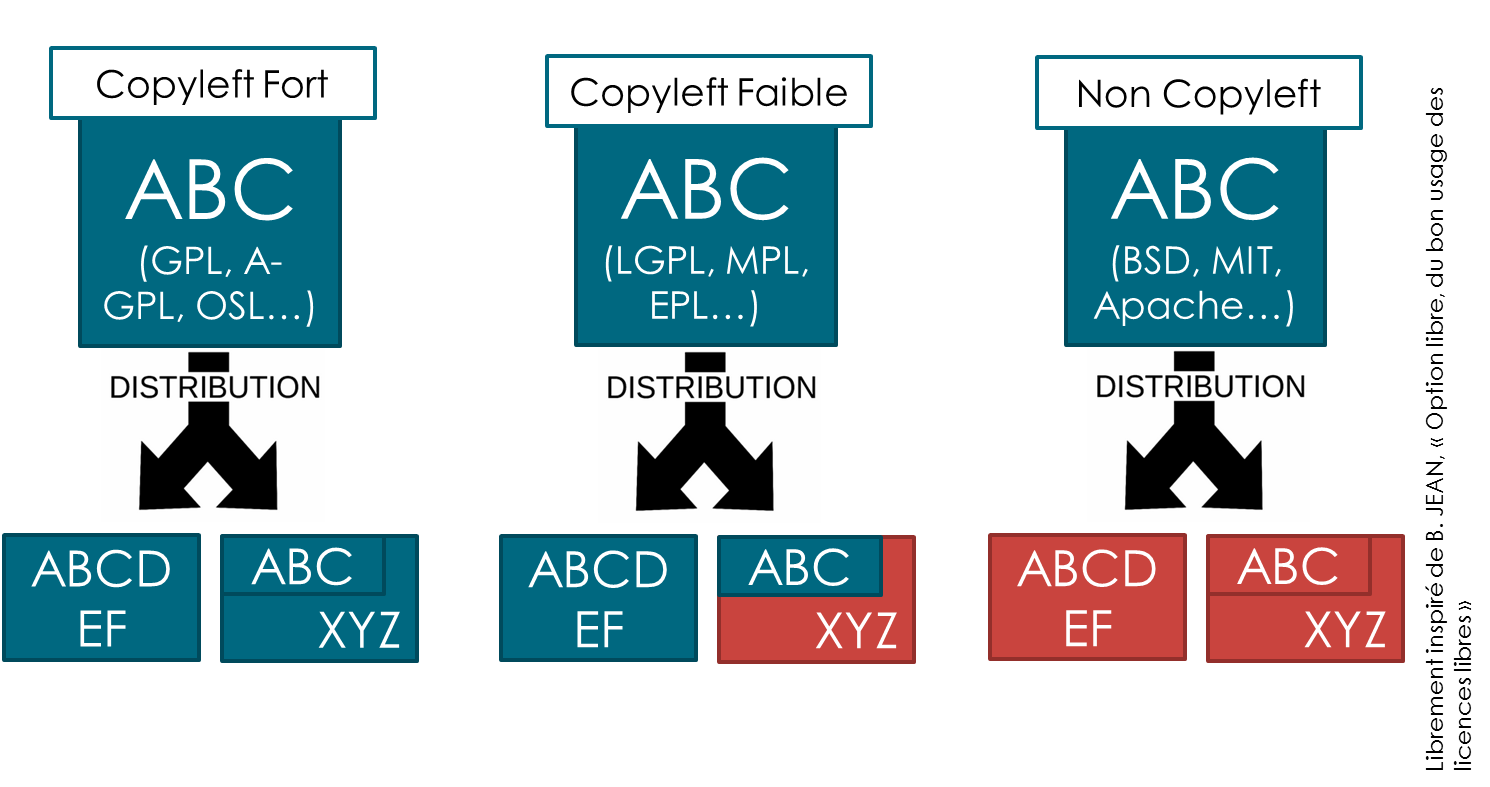 Copyleft Fort
ABC
(GPL, A-
GPL, OSL…)
DISTRIBUTION
ABCD
EF
ABC
XYZ
Copyleft Faible
ABC
(LGPL, MPL,
EPL…)
DISTRIBUTION
ABCD
EF
ABC
XYZ
Non Copyleft
ABC
(BSD, MIT,
Apache…)
DISTRIBUTION
ABCD
EF
ABC
XYZ
Librement inspiré de B. JEAN, « Option libre, du bon usage des
licences libres»